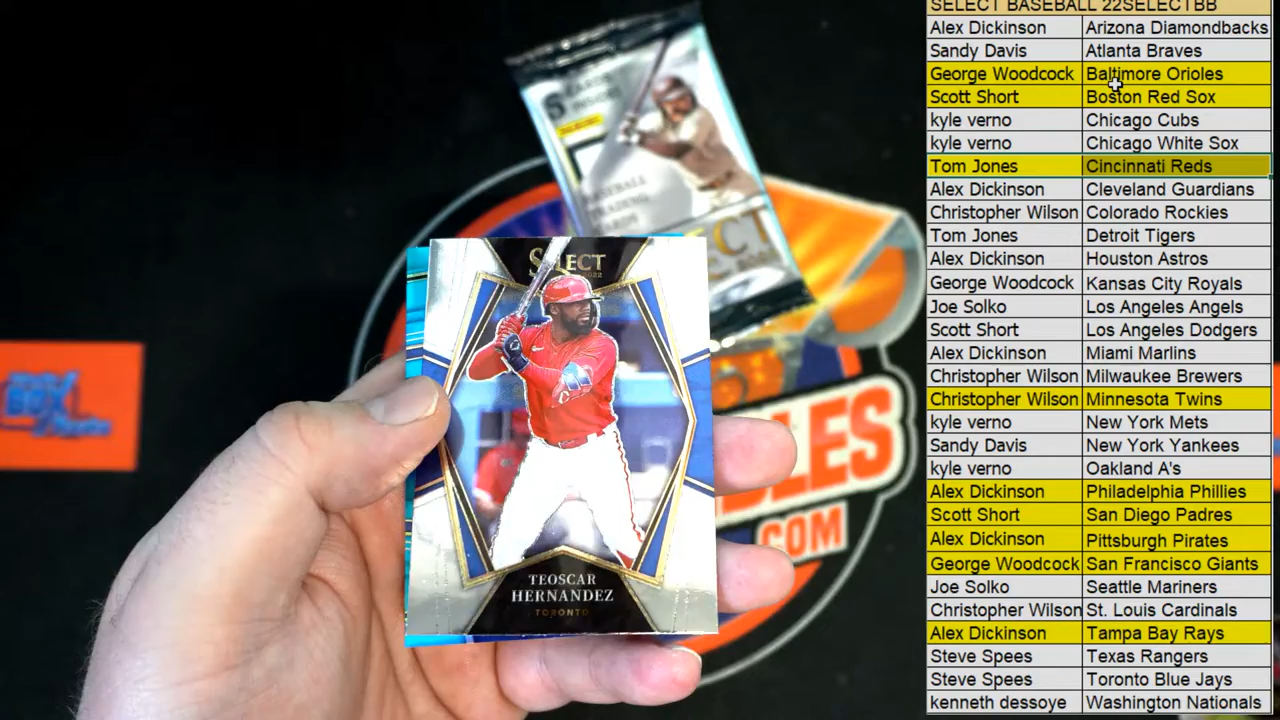 SELECT BASEBALL 22SELECTBB
Alex Dickinson Arizona Diamondbacks
Sandy Davis Atlanta Braves
George Woodcock Baltimore Orioles
Scott Short Boston Red Sox
kyle verno Chicago Cubs
kyle verno Chicago White Sox
Tom Jones Cincinnati Reds
Alex Dickinson Cleveland Guardians
Christopher Wilson Colorado Rockies
Tom Jones Detroit Tigers
Alex Dickinson Houston Astros
George Woodcock Kansas City Royals
Joe Solko Los Angeles Angels
Scott Short Los Angeles Dodgers
Alex Dickinson Miami Marlins
Christopher Wilson Milwaukee Brewers
Christopher Wilson Minnesota Twins
kyle verno New York Mets
Sandy Davis New York Yankees
kyle verno Oakland A's
Alex Dickinson Philadelphia Phillies
Scott Short San Diego Padres
Alex Dickinson Pittsburgh Pirates
George Woodcock San Francisco Giants
Joe Solko Seattle Mariners
Christopher Wilson St. Louis Cardinals
Alex Dickinson Tampa Bay Rays
Steve Spees Texas Rangers
Steve Spees Toronto Blue Jays
kenneth dessoye Washington Nationals
SELECT
2022
TEOSCAR
HERNANDEZ
TORONTO
BLES
.COM
BOX
6
BASEBALL